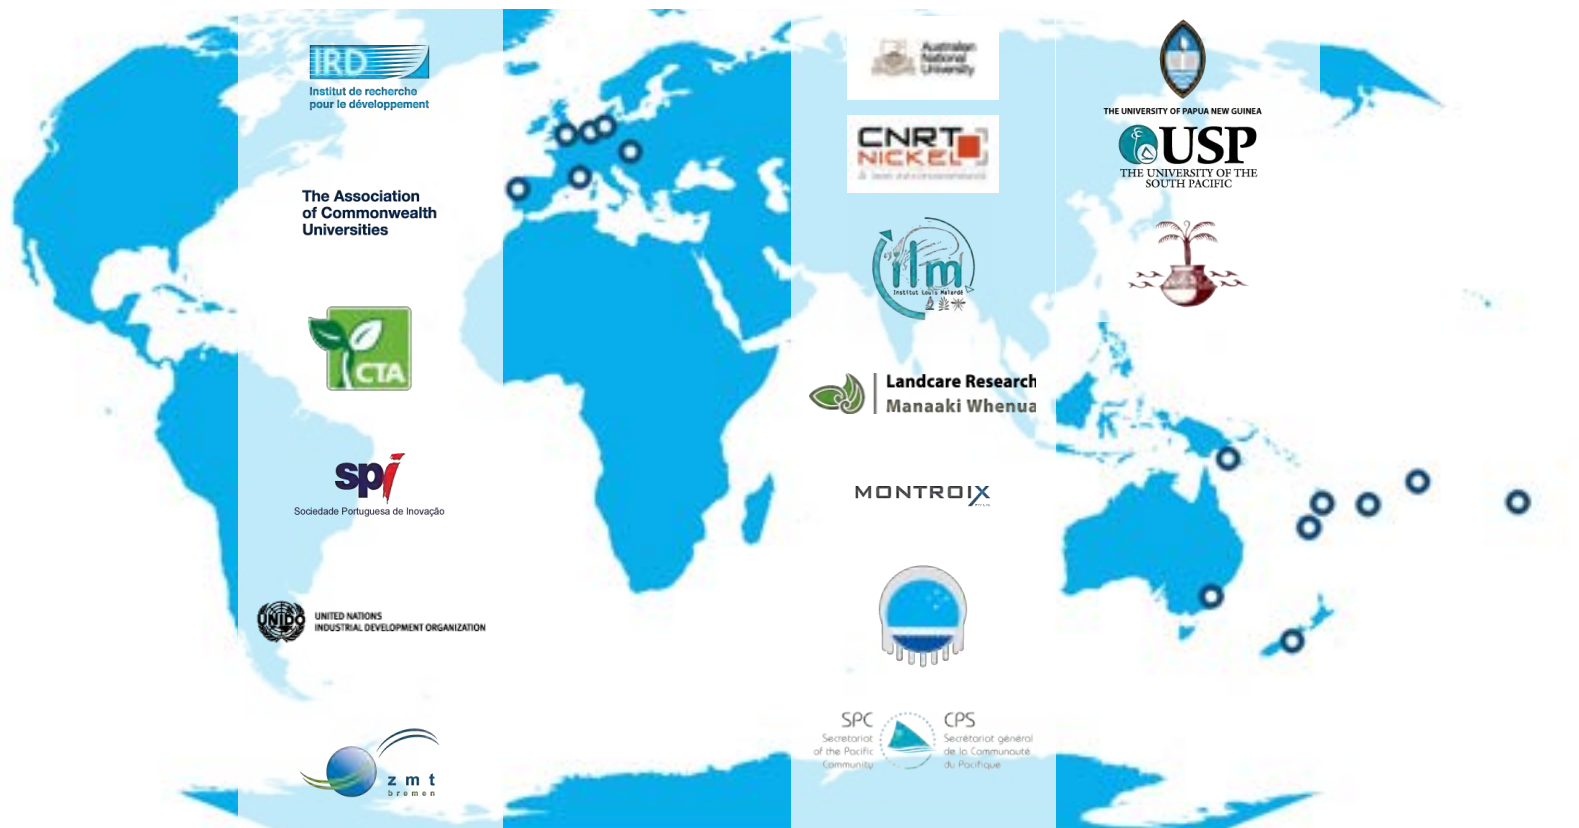 IRD
Institut de recherche
pour le développement
The Association
of Commonwealth
Universities
CTA
spi
Sociedade Portuguesa de Inovação
UNIDO
UNITED NATIONS
INDUSTRIAL DEVELOPMENT ORGANIZATION
zmt
bremen
Australian
National
University
CNRT
NICKEL
ilm
Institut Louis Malardé
Landcare Research
Manaaki Whenua
MONTROIX
SPC
Secretariat
of the Pacific
Community
CPS
Secrétariat général
de la Communauté
du Pacifique
THE UNIVERSITY OF PAPUA NEW GUINEA
USP
THE UNIVERSITY OF THE
SOUTH PACIFIC